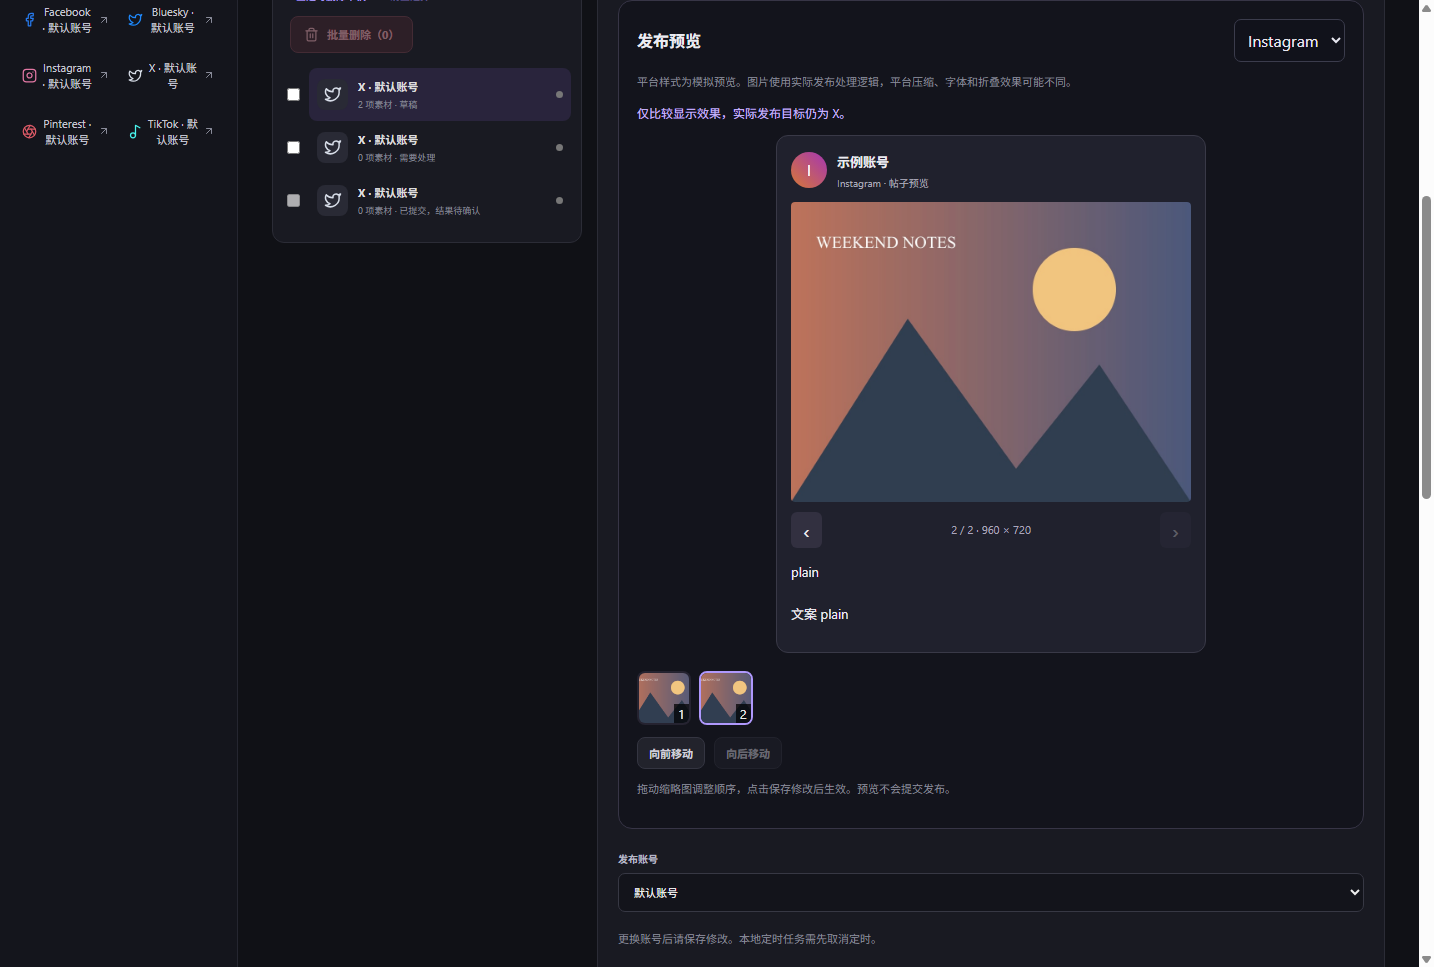 Facebook
· 默认账号
Bluesky ·
默认账号
Instagram
· 默认账号
X · 默认账
号
Pinterest ·
默认账号
TikTok · 默
认账号
批量删除（0）
X · 默认账号
2 项素材 · 草稿
X · 默认账号
0 项素材 · 需要处理
X · 默认账号
0 项素材 · 已提交，结果待确认
发布预览
Instagram
平台样式为模拟预览。图片使用实际发布处理逻辑，平台压缩、字体和折叠效果可能不同。
仅比较显示效果，实际发布目标仍为 X。
I
示例账号
Instagram · 帖子预览
WEEKEND NOTES
2 / 2 · 960 × 720
plain
文案 plain
1
2
向前移动
向后移动
拖动缩略图调整顺序，点击保存修改后生效。预览不会提交发布。
发布账号
默认账号
更换账号后请保存修改。本地定时任务需先取消定时。